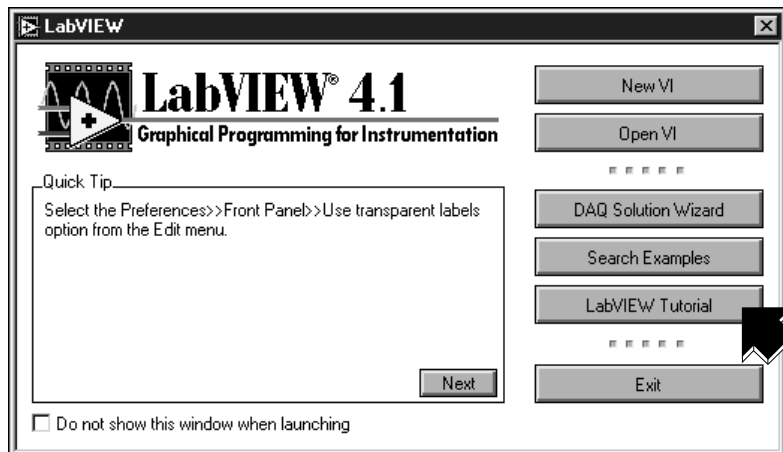 LabVIEW
LabVIEW® 4.1
Graphical Programming for Instrumentation
Quick Tip
Select the Preferences>>Front Panel>>Use transparent labels
option from the Edit menu.
Next
Do not show this window when launching
New VI
Open VI
DAQ Solution Wizard
Search Examples
LabVIEW Tutorial
Exit